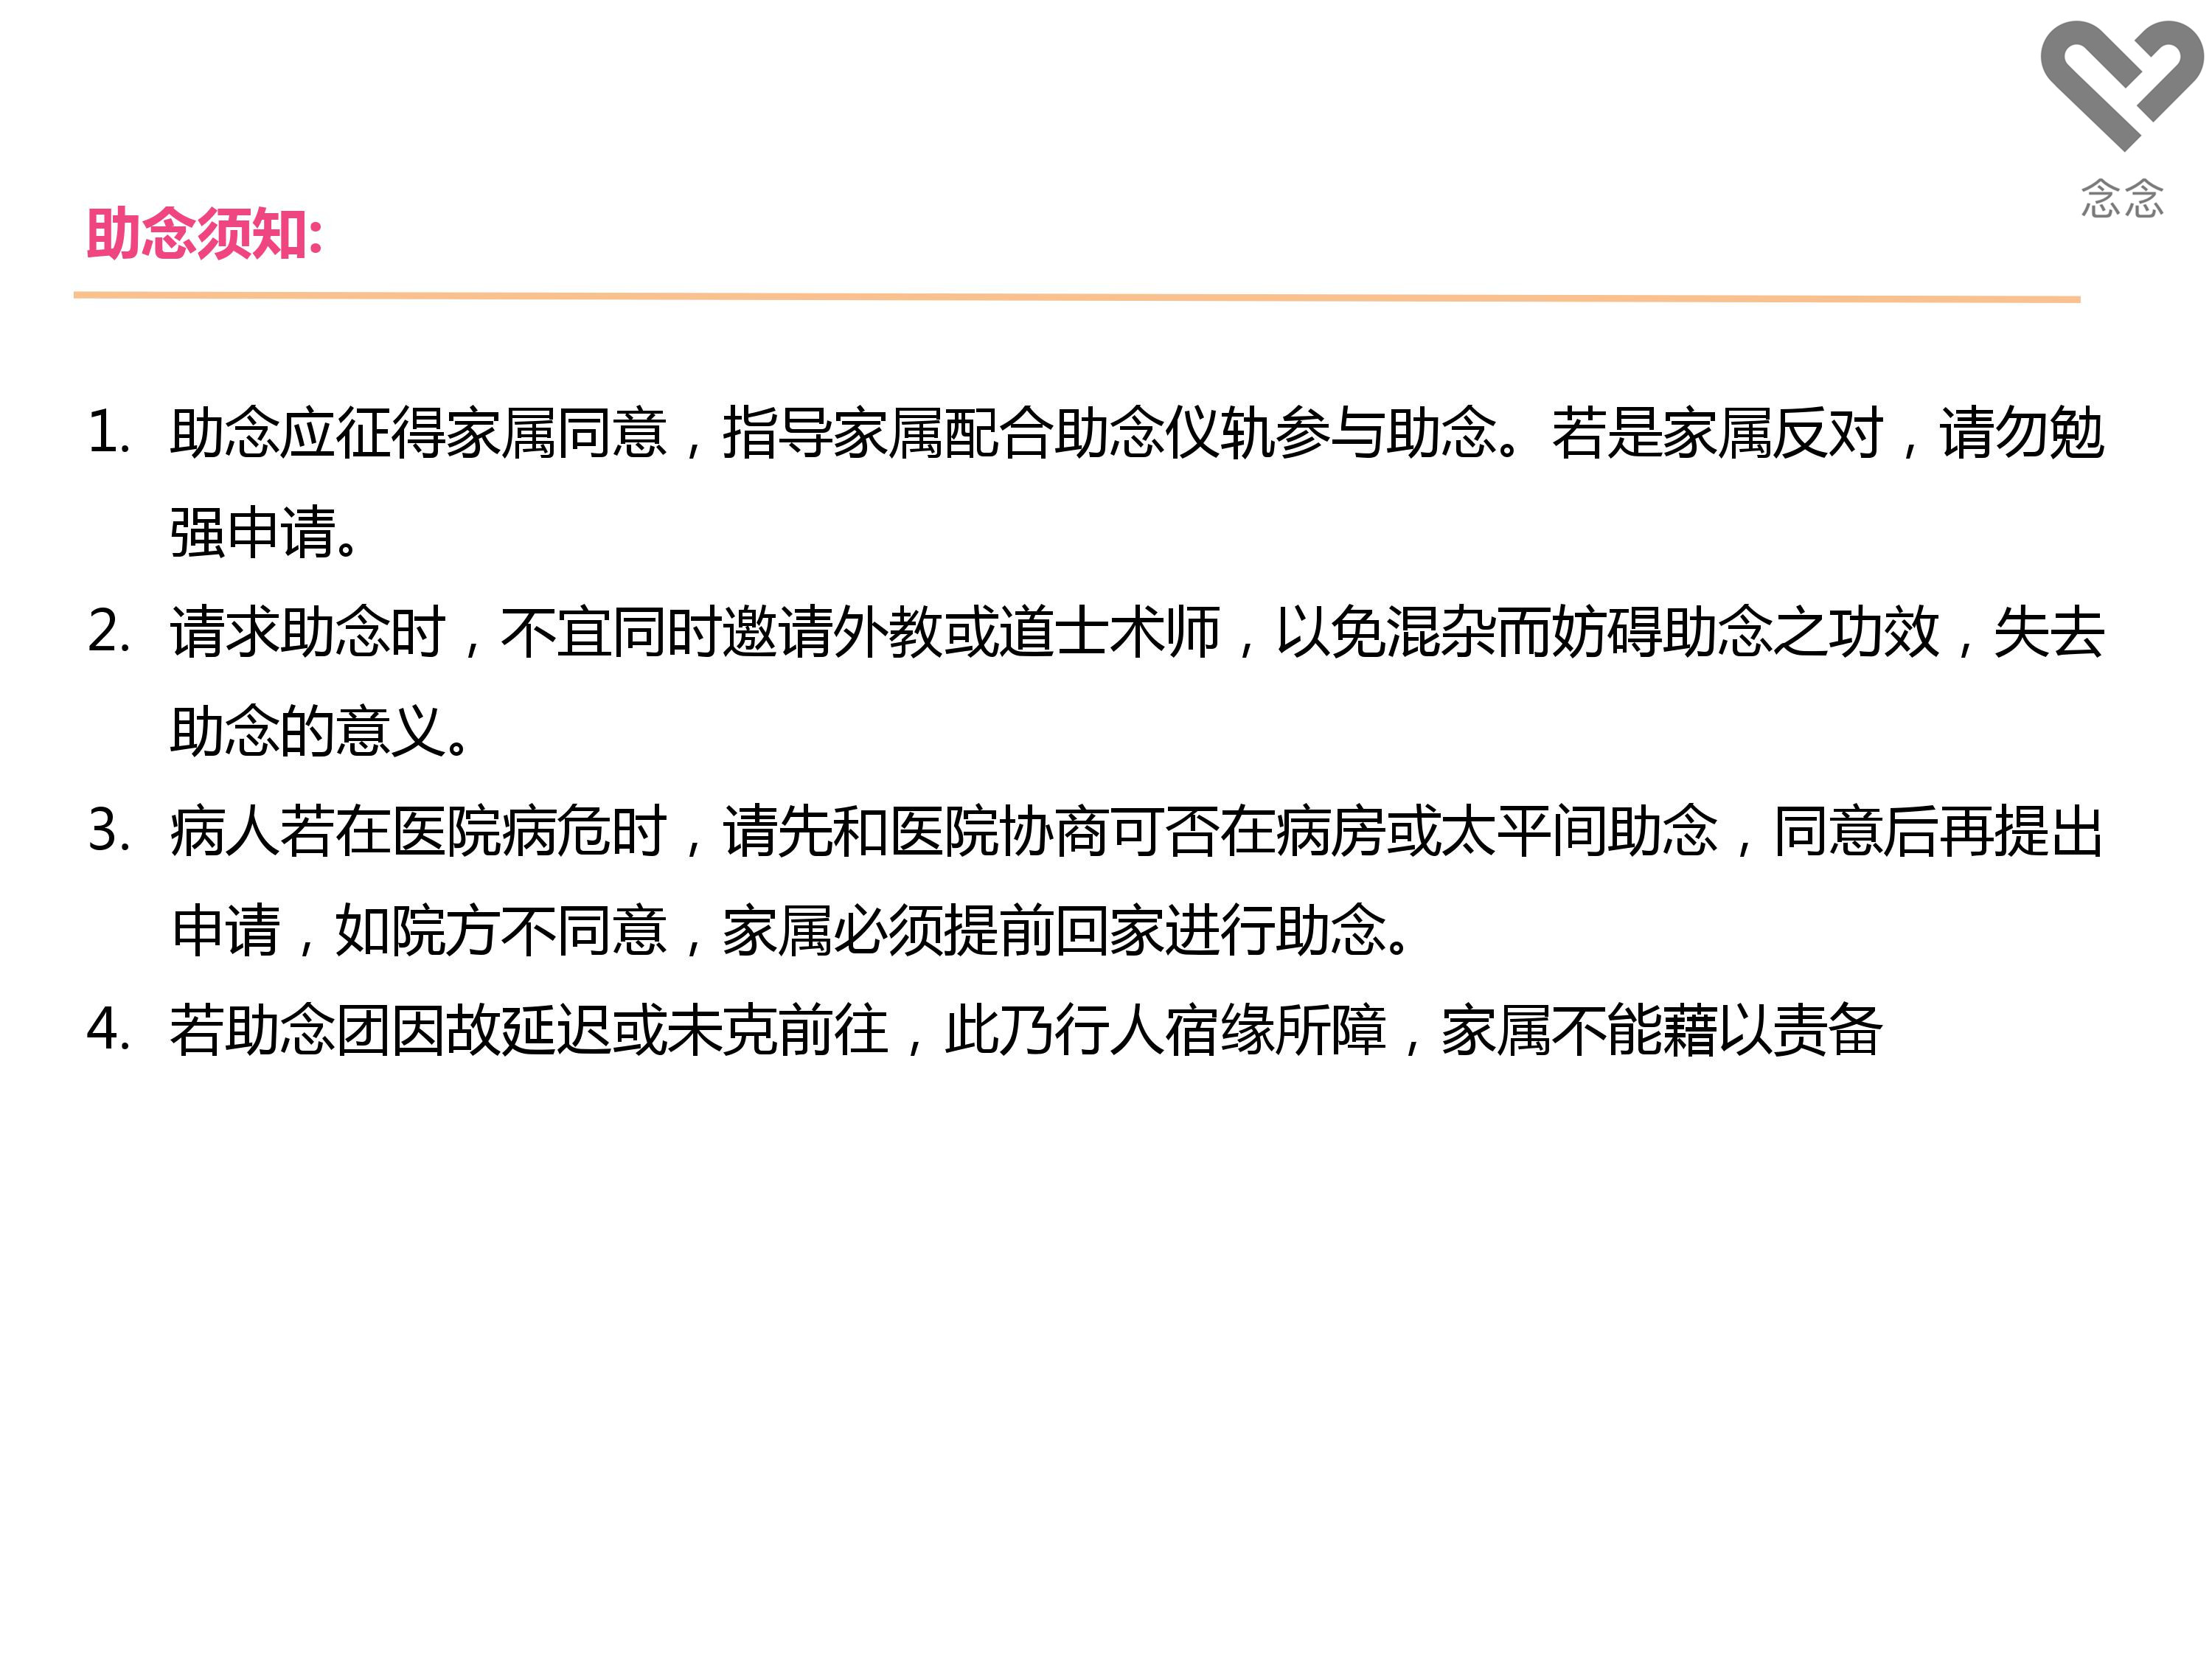 念念
助念须知:
1. 助念应征得家属同意，指导家属配合助念仪轨参与助念。若是家属反对，请勿勉
强申请。
2. 请求助念时，不宜同时邀请外教或道士术师，以免混杂而妨碍助念之功效，失去
助念的意义。
3. 病人若在医院病危时，请先和医院协商可否在病房或太平间助念，同意后再提出
申请，如院方不同意，家属必须提前回家进行助念。
4. 若助念团因故延迟或未克前往，此乃行人宿缘所障，家属不能藉以责备